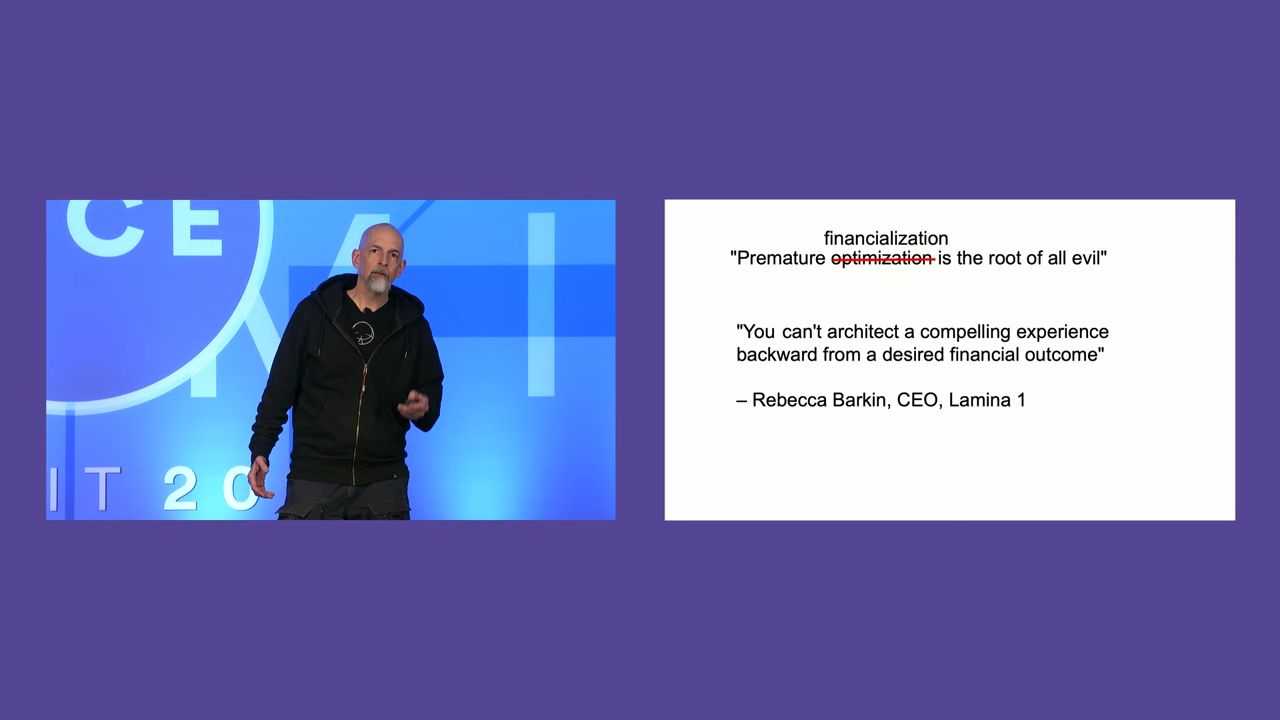 CE
IT 20
financialization
"Premature optimization is the root of all evil"
"You can't architect a compelling experience
backward from a desired financial outcome"
– Rebecca Barkin, CEO, Lamina 1